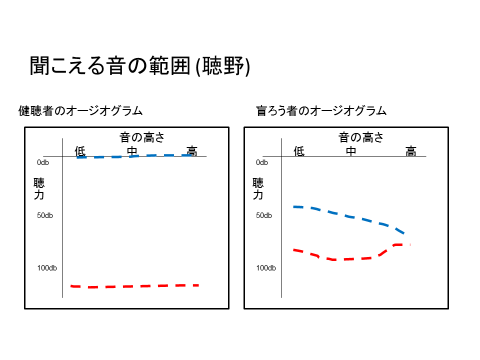 聞こえる音の範囲 (聴野)
健聴者のオージオグラム
音の高さ
低 中 高
0db
聴力
50db
100db
盲ろう者のオージオグラム
音の高さ
低 中 高
0db
聴力
50db
100db